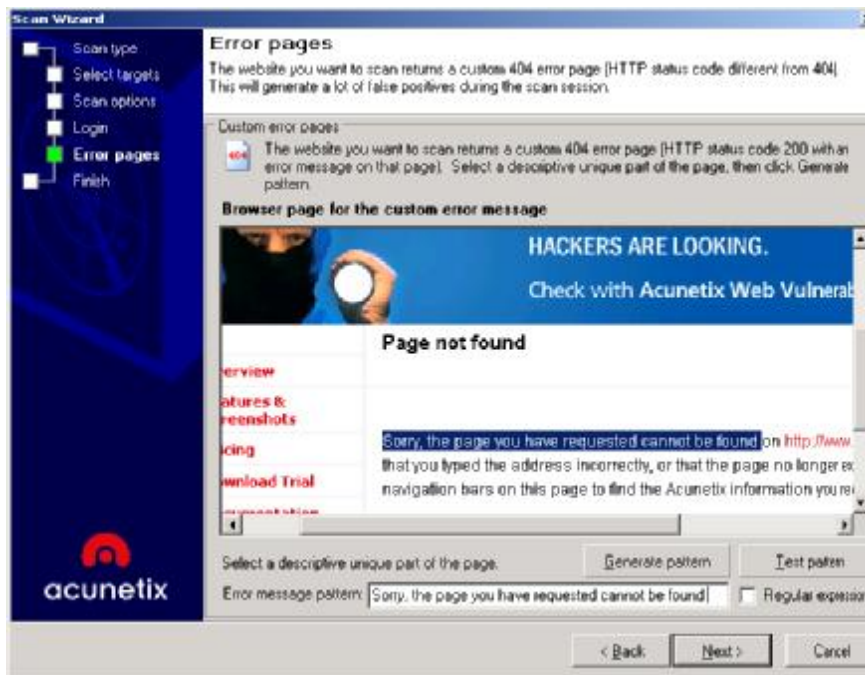 Scan Wizard
Scan type
Select targets
Scan options
Login
Error pages
Finish
acunetix
Error pages
The website you want to scan returns a custom 404 error page (HTTP status code different from 404)
This will generate a lot of false positives during the scan session.
Custom error pages
404
The website you want to scan returns a custom 404 error page (HTTP status code 200 with an
error message on that page). Select a descriptive unique part of the page, then click Generate
pattern.
Browser page for the custom error message
HACKERS ARE LOOKING.
Check with Acunetix Web Vulnerab
Page not found
erview
atures &
reenshots
icing
wnload Trial
Sorry, the page you have requested cannot be found on http://www.
that you typed the address incorrectly, or that the page no longer ex
navigation bars on this page to find the Acunetix information you re
Select a descriptive unique part of the page.
Generate pattern
Test pattern
Error message pattern: Sorry, the page you have requested cannot be found
Regular expression
< Back
Next >
Cancel